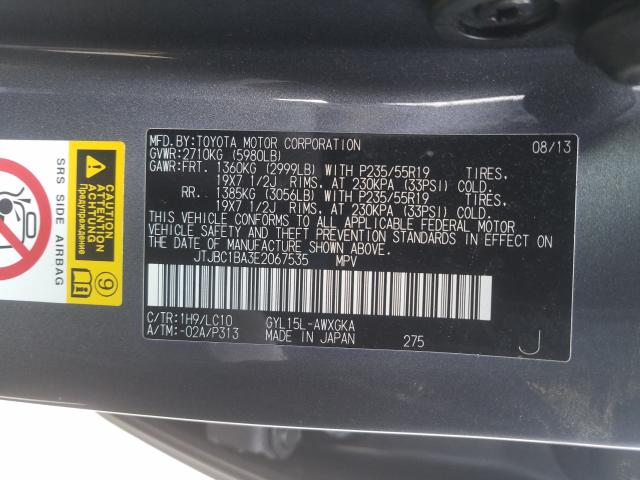 MFD.BY:TOYOTA MOTOR CORPORATION 08/13
GVWR:2710KG (5980LB)
GAWR:FRT. 1360KG (2999LB) WITH P235/55R19 TIRES,
19X7 1/2J RIMS, AT 230KPA (33PSI) COLD.
RR. 1385KG (3056LB) WITH P235/55R19 TIRES,
19X7 1/2J RIMS, AT 230KPA (33PSI) COLD.
THIS VEHICLE CONFORMS TO ALL APPLICABLE FEDERAL MOTOR
VEHICLE SAFETY AND THEFT PREVENTION STANDARDS IN EFFECT ON
THE DATE OF MANUFACTURE SHOWN ABOVE.
JTJBC1BA3E2067535 MPV
C/TR:1H9/LC10 GYL15L-AWXGKA
A/TM:-02A/P313 MADE IN JAPAN 275
J
SRS SIDE AIRBAG
CAUTION
ATTENTION
ACHTUNG
Предупреждение
9